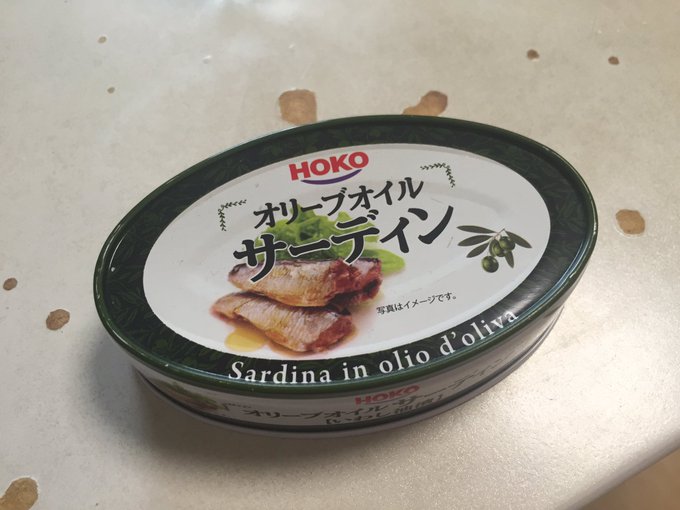 HOKO
オリーブオイル
サーディン
写真はイメージです。
Sardina in olio d'oliva
HOKO
オリーブオイル サーディン